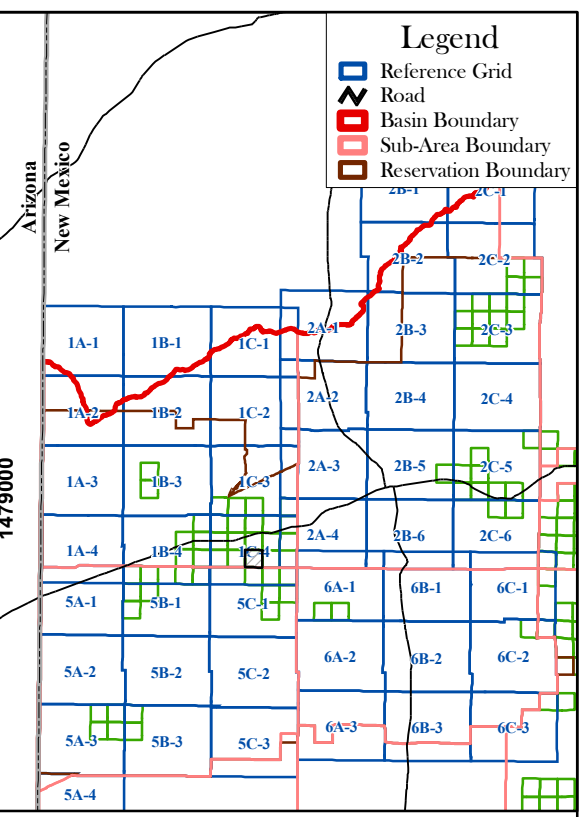 Legend
Reference Grid
Road
Basin Boundary
Sub-Area Boundary
Reservation Boundary
Arizona
New Mexico
1479000
2B-1 2C-1
2B-2 2C-2
2A-1 2B-3 2C-3
1A-1 1B-1 1C-1
2A-2 2B-4 2C-4
1A-2 1B-2 1C-2
2A-3 2B-5 2C-5
1A-3 1B-3 1C-3
2A-4 2B-6 2C-6
1A-4 1B-4 1C-4
6A-1 6B-1 6C-1
5A-1 5B-1 5C-1
6A-2 6B-2 6C-2
5A-2 5B-2 5C-2
6A-3 6B-3 6C-3
5A-3 5B-3 5C-3
5A-4